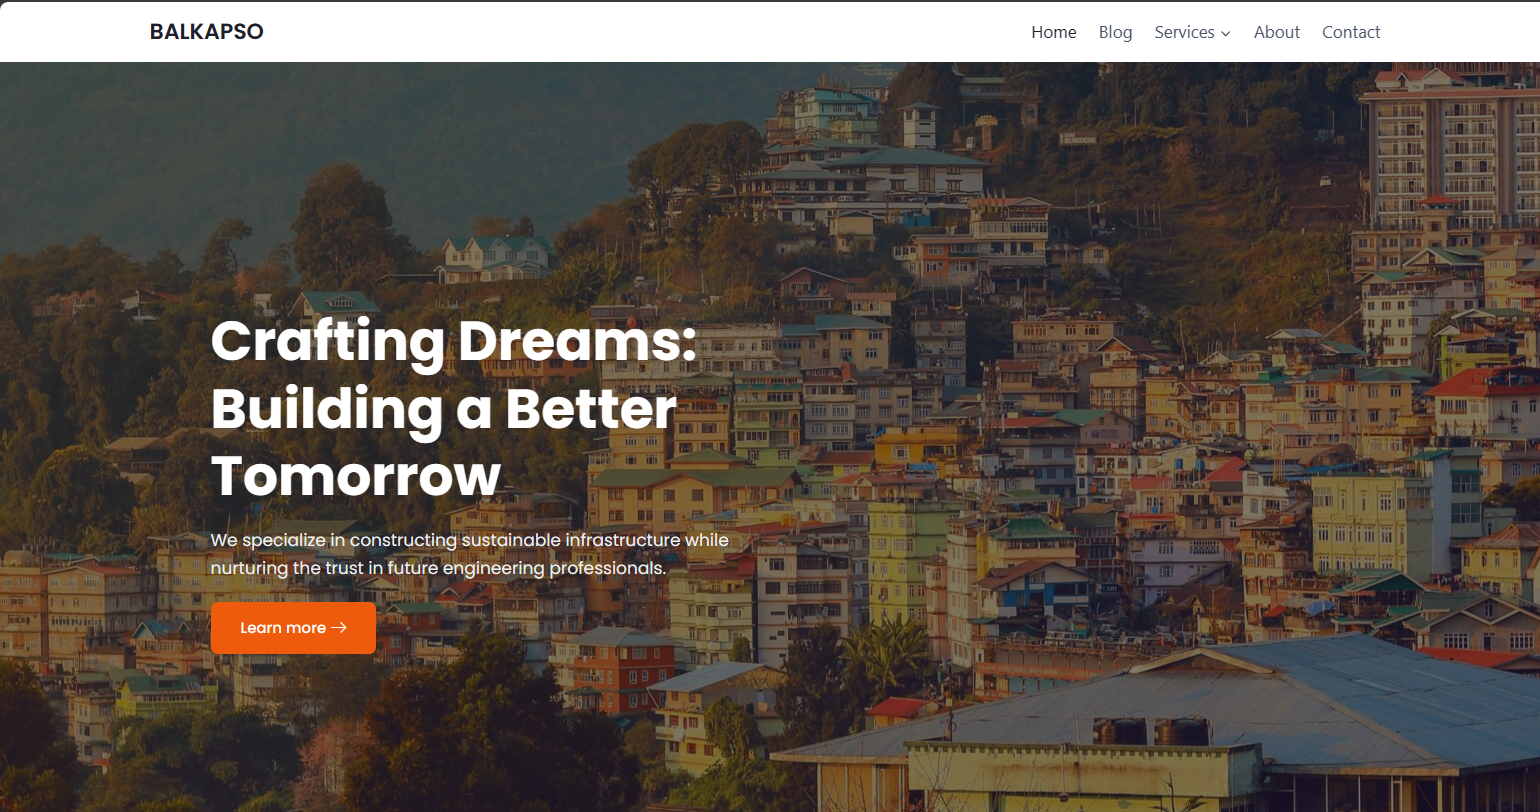 BALKAPSO
Home Blog Services About Contact
Crafting Dreams:
Building a Better
Tomorrow
We specialize in constructing sustainable infrastructure while
nurturing the trust in future engineering professionals.
Learn more →